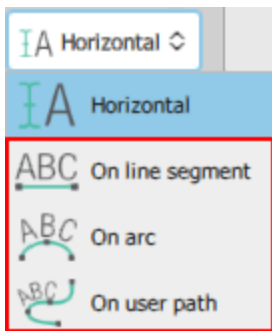 A Horizontal
A Horizontal
ABC On line segment
ABC On arc
ABC On user path